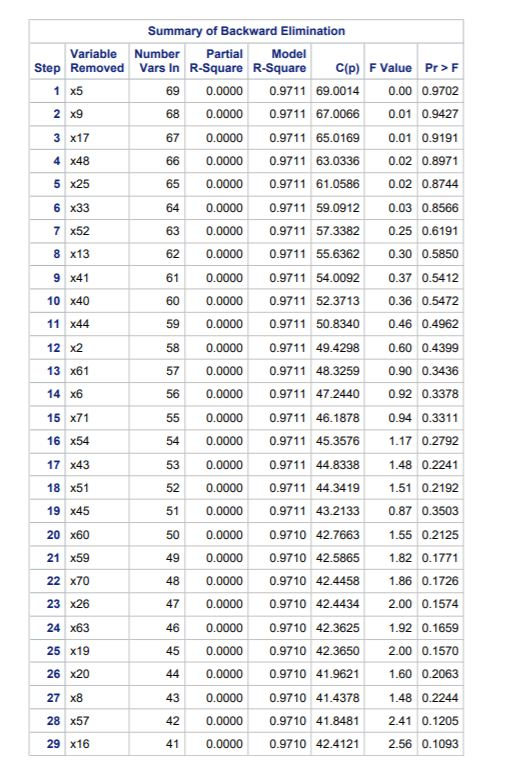 Summary of Backward Elimination
Step Variable Removed Number Vars In Partial R-Square Model R-Square C(p) F Value Pr > F
1 x5 69 0.0000 0.9711 69.0014 0.00 0.9702
2 x9 68 0.0000 0.9711 67.0066 0.01 0.9427
3 x17 67 0.0000 0.9711 65.0169 0.01 0.9191
4 x48 66 0.0000 0.9711 63.0336 0.02 0.8971
5 x25 65 0.0000 0.9711 61.0586 0.02 0.8744
6 x33 64 0.0000 0.9711 59.0912 0.03 0.8566
7 x52 63 0.0000 0.9711 57.3382 0.25 0.6191
8 x13 62 0.0000 0.9711 55.6362 0.30 0.5850
9 x41 61 0.0000 0.9711 54.0092 0.37 0.5412
10 x40 60 0.0000 0.9711 52.3713 0.36 0.5472
11 x44 59 0.0000 0.9711 50.8340 0.46 0.4962
12 x2 58 0.0000 0.9711 49.4298 0.60 0.4399
13 x61 57 0.0000 0.9711 48.3259 0.90 0.3436
14 x6 56 0.0000 0.9711 47.2440 0.92 0.3378
15 x71 55 0.0000 0.9711 46.1878 0.94 0.3311
16 x54 54 0.0000 0.9711 45.3576 1.17 0.2792
17 x43 53 0.0000 0.9711 44.8338 1.48 0.2241
18 x51 52 0.0000 0.9711 44.3419 1.51 0.2192
19 x45 51 0.0000 0.9711 43.2133 0.87 0.3503
20 x60 50 0.0000 0.9710 42.7663 1.55 0.2125
21 x59 49 0.0000 0.9710 42.5865 1.82 0.1771
22 x70 48 0.0000 0.9710 42.4458 1.86 0.1726
23 x26 47 0.0000 0.9710 42.4434 2.00 0.1574
24 x63 46 0.0000 0.9710 42.3625 1.92 0.1659
25 x19 45 0.0000 0.9710 42.3650 2.00 0.1570
26 x20 44 0.0000 0.9710 41.9621 1.60 0.2063
27 x8 43 0.0000 0.9710 41.4378 1.48 0.2244
28 x57 42 0.0000 0.9710 41.8481 2.41 0.1205
29 x16 41 0.0000 0.9710 42.4121 2.56 0.1093